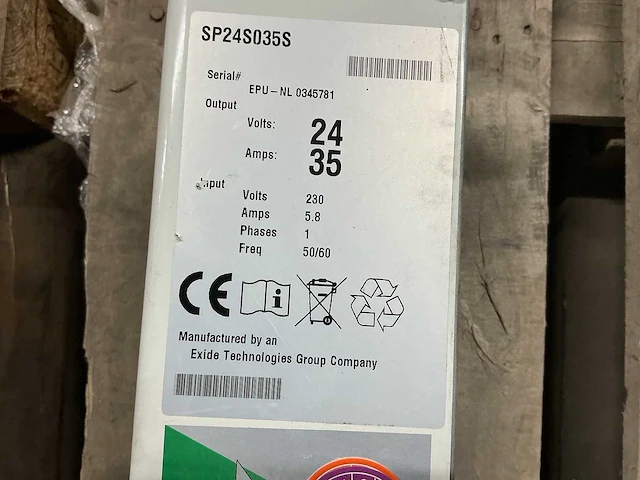 SP24S035S
Serial#
EPU-NL 0345781
Output
Volts: 24
Amps: 35
Input
Volts 230
Amps 5.8
Phases 1
Freq 50/60
CE
Manufactured by an
Exide Technologies Group Company